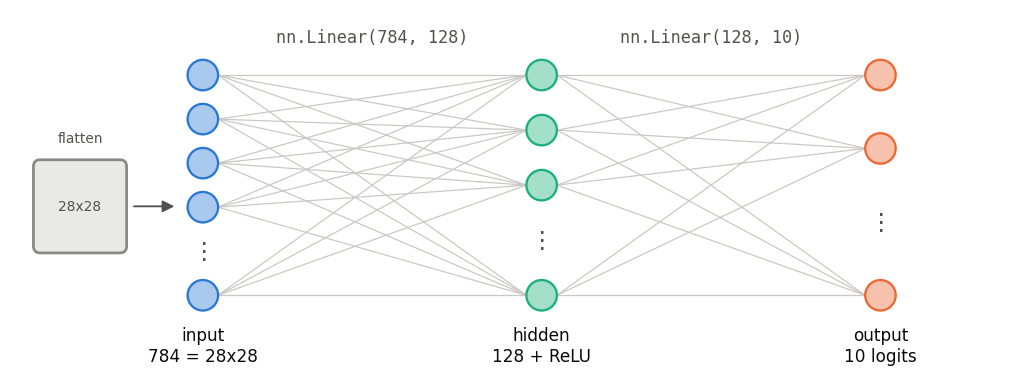 nn.Linear(784, 128)
nn.Linear(128, 10)
flatten
28x28
⋮
⋮
⋮
input
784 = 28x28
hidden
128 + ReLU
output
10 logits